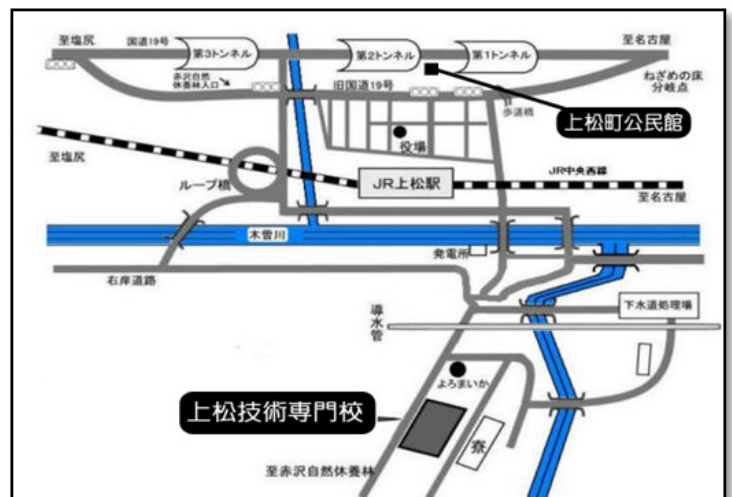 至塩尻
国道19号
第3トンネル
第2トンネル
第1トンネル
至名古屋
赤沢自然
休養林入口
旧国道19号
ねざめの床
分岐点
歩道橋
上松町公民館
役場
至塩尻
ループ橋
JR上松駅
JR中央西線
至名古屋
木曽川
発電所
右岸道路
導水管
下水道処理場
よろまいか
上松技術専門校
寮
至赤沢自然休養林